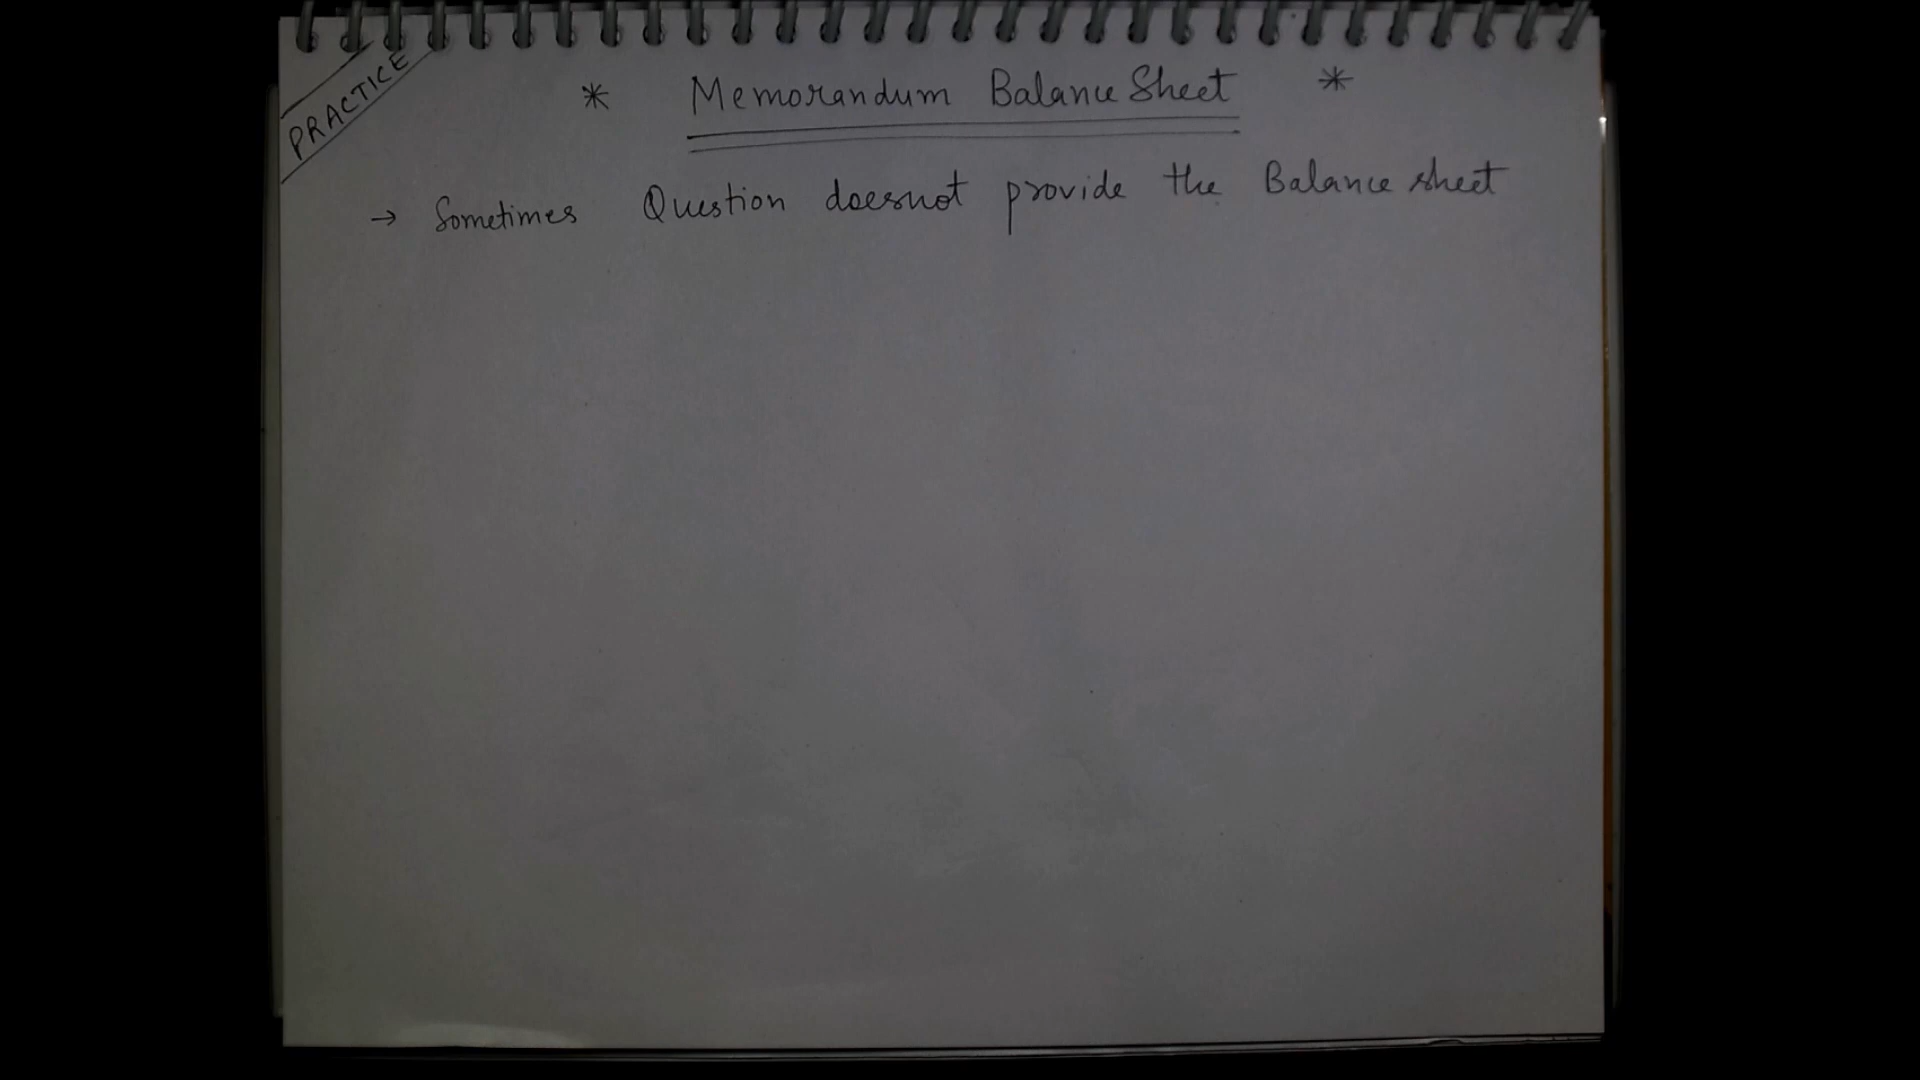 PRACTICE
* Memorandum Balance Sheet *
→ Sometimes Question doesnot provide the Balance sheet